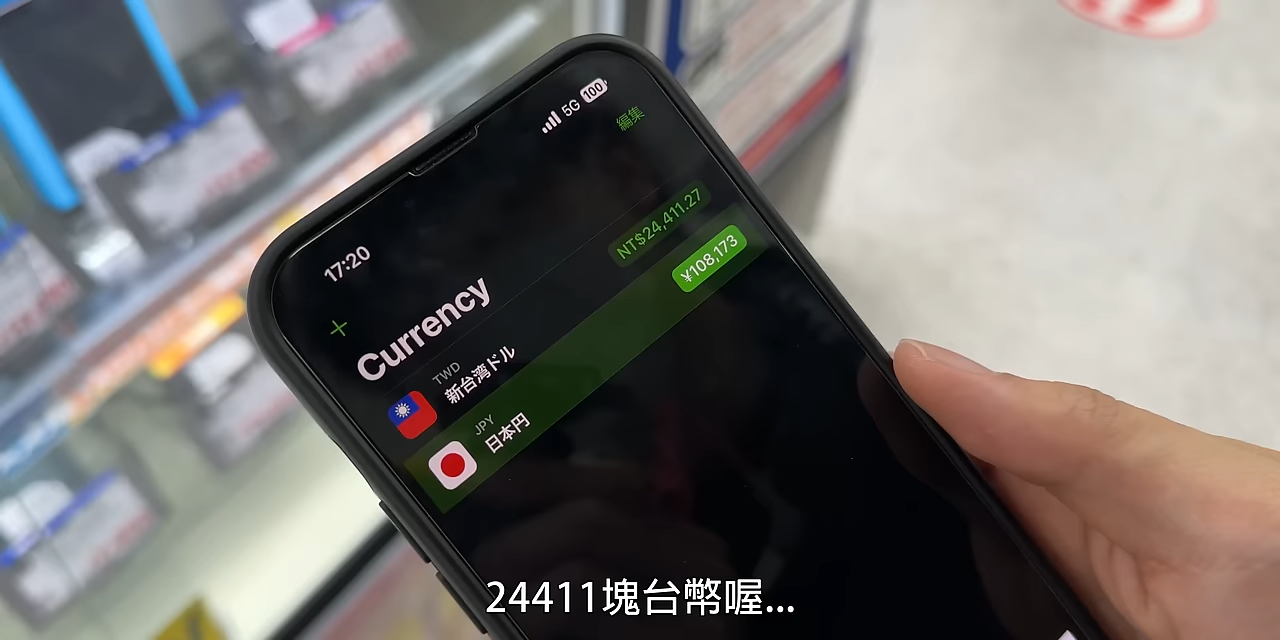 17:20
5G
100
編集
+
Currency
TWD
新台湾ドル
NT$24,411.27
JPY
日本円
¥108,173
24411塊台幣喔...